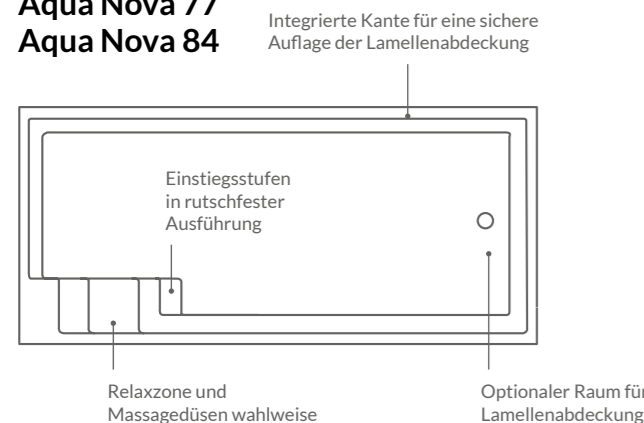 Aqua Nova 77
Aqua Nova 84
Integrierte Kante für eine sichere
Auflage der Lamellenabdeckung
Einstiegsstufen
in rutschfester
Ausführung
Relaxzone und
Massagedüsen wahlweise
Optionaler Raum für
Lamellenabdeckung